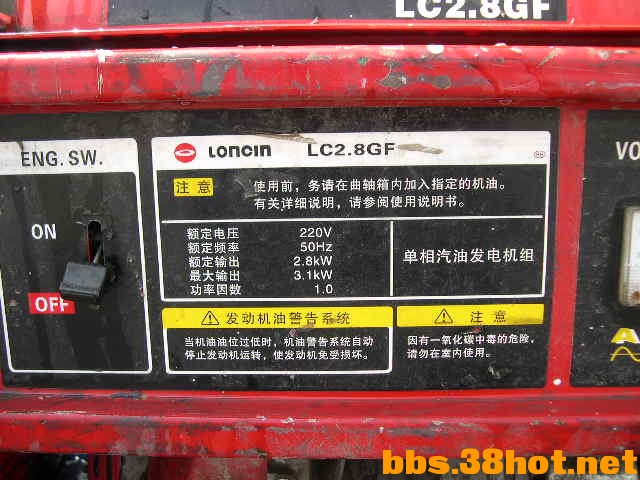 LC2.8GF
ENG. SW.
ON
OFF
LONCIN LC2.8GF
注意
使用前，务请在曲轴箱内加入指定的机油。
有关详细说明，请参阅使用说明书。
额定电压 220V
额定频率 50Hz
额定输出 2.8kW
最大输出 3.1kW
功率因数 1.0
单相汽油发电机组
发动机油警告系统
当机油油位过低时，机油警告系统自动
停止发动机运转，使发动机免受损坏。
注意
因有一氧化碳中毒的危险，
请勿在室内使用。
VO
A
bbs.38hot.net